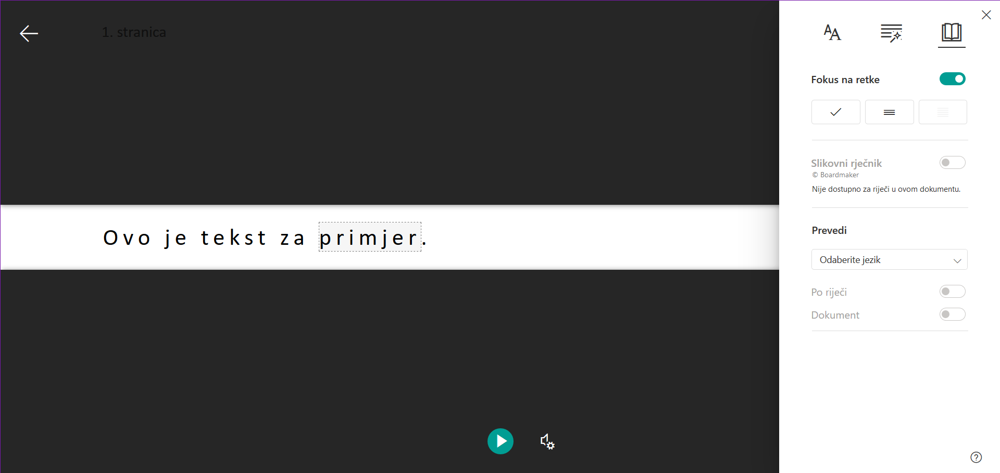 1. stranica
Ovo je tekst za primjer.
Fokus na retke
Slikovni rječnik
© Boardmaker
Nije dostupno za riječi u ovom dokumentu.
Prevedi
Odaberite jezik
Po riječi
Dokument